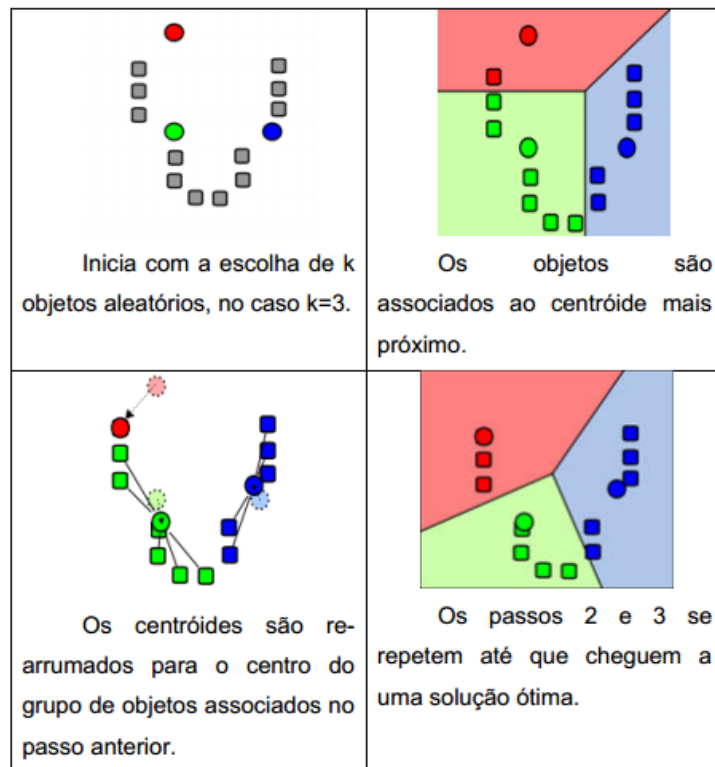 Inicia com a escolha de k
objetos aleatórios, no caso k=3.
Os objetos são
associados ao centróide mais
próximo.
Os centróides são re-
arrumados para o centro do
grupo de objetos associados no
passo anterior.
Os passos 2 e 3 se
repetem até que cheguem a
uma solução ótima.